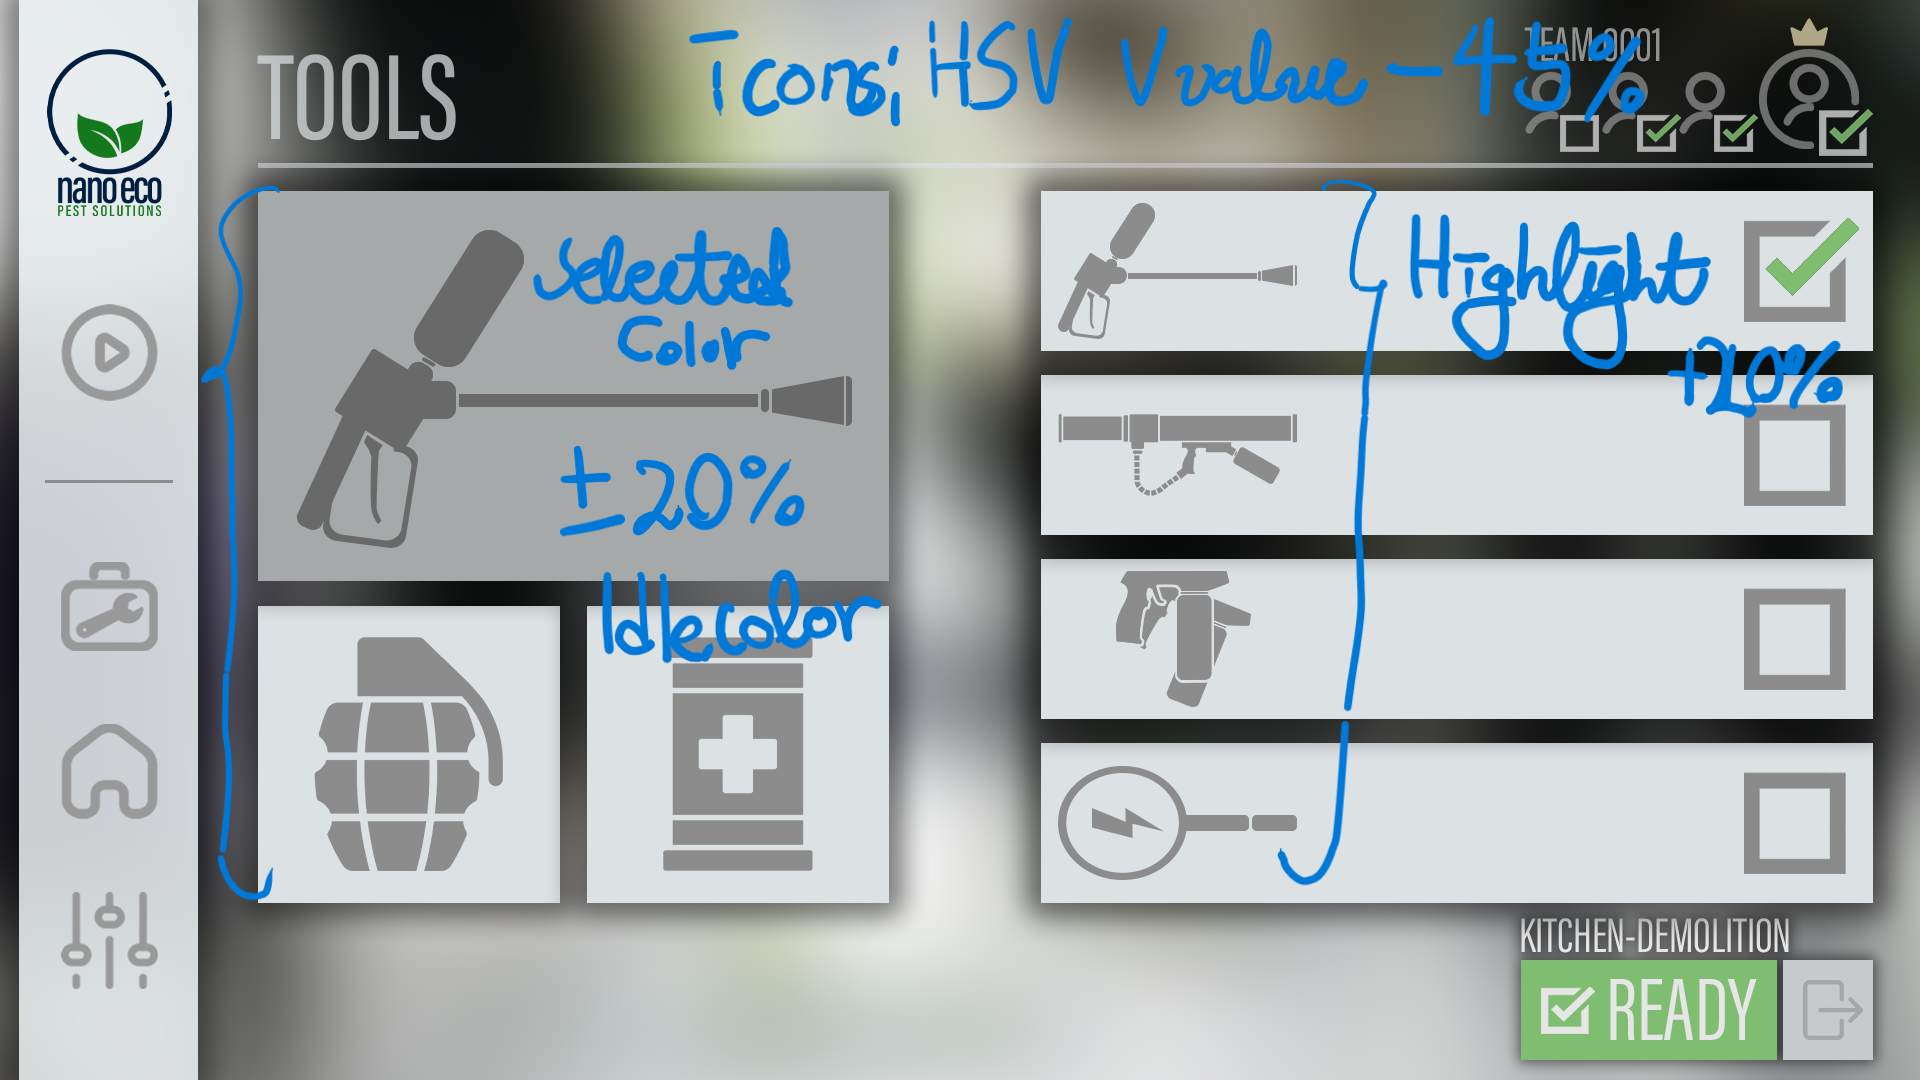 TOOLS
Icons; HSV V value -45%
TEAM 0001
nano eco
PEST SOLUTIONS
Selected
Color
±20%
Idle color
Highlight
+20%
KITCHEN-DEMOLITION
READY